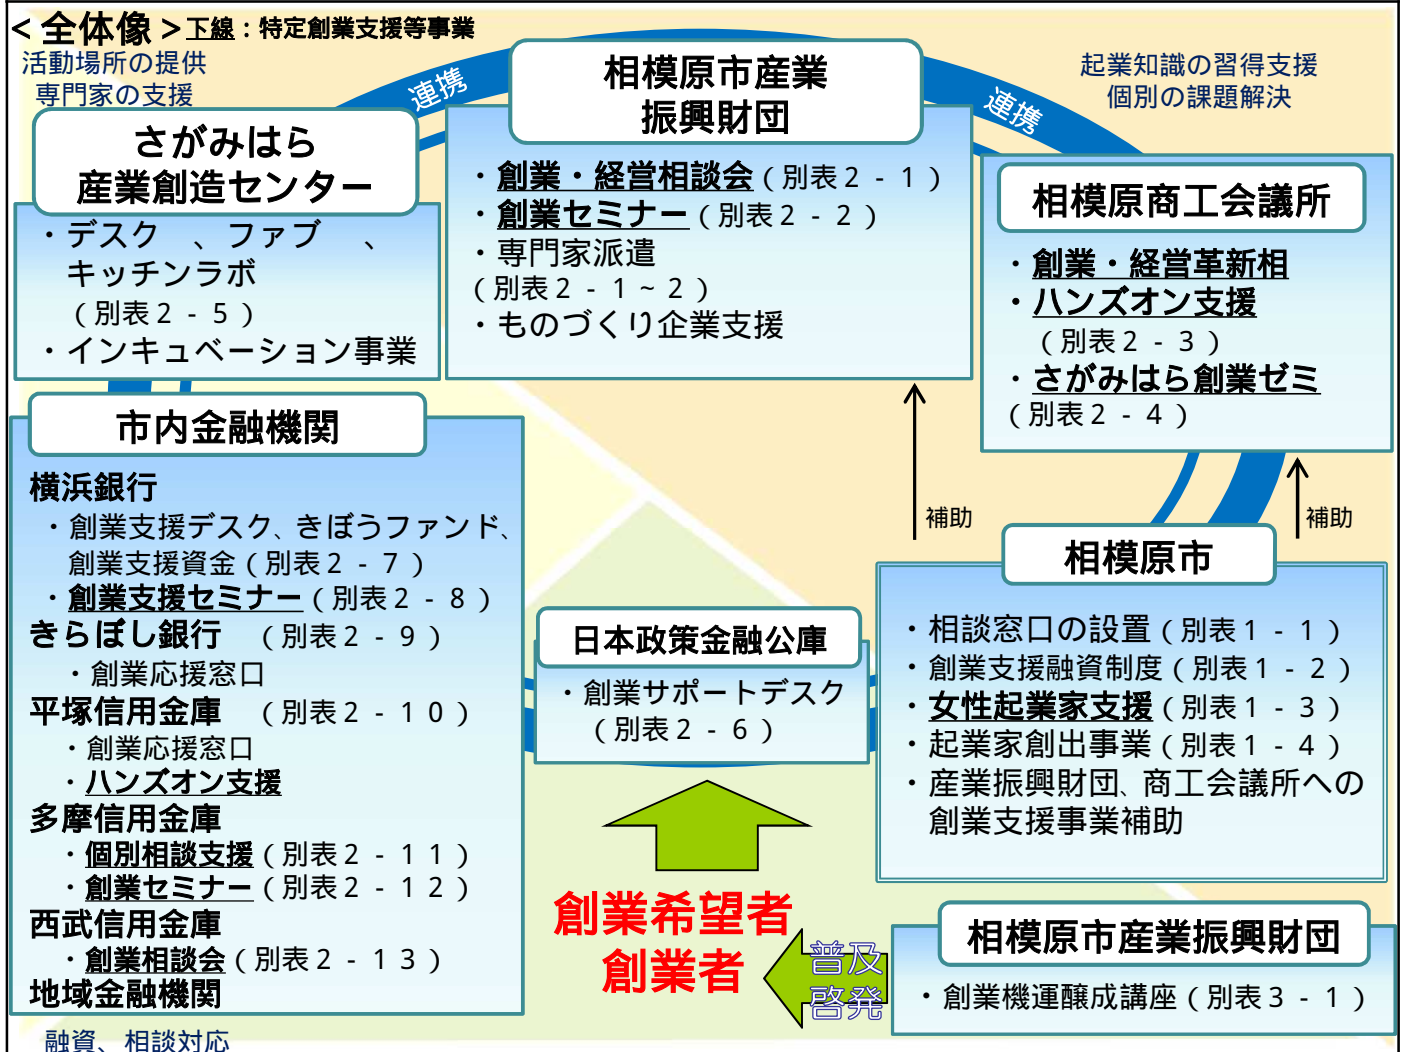 <全体像>下線：特定創業支援等事業
活動場所の提供
専門家の支援
連携
連携
起業知識の習得支援
個別の課題解決
さがみはら
産業創造センター
・デスク　、ファブ　、
キッチンラボ
（別表2-5）
・インキュベーション事業
相模原市産業
振興財団
・創業・経営相談会（別表2-1）
・創業セミナー（別表2-2）
・専門家派遣
（別表2-1~2）
・ものづくり企業支援
相模原商工会議所
・創業・経営革新相
・ハンズオン支援
（別表2-3）
・さがみはら創業ゼミ
（別表2-4）
市内金融機関
横浜銀行
・創業支援デスク、きぼうファンド、
創業支援資金（別表2-7）
・創業支援セミナー（別表2-8）
きらぼし銀行　（別表2-9）
・創業応援窓口
平塚信用金庫　（別表2-10）
・創業応援窓口
・ハンズオン支援
多摩信用金庫
・個別相談支援（別表2-11）
・創業セミナー（別表2-12）
西武信用金庫
・創業相談会（別表2-13）
地域金融機関
融資、相談対応
補助
補助
日本政策金融公庫
・創業サポートデスク
（別表2-6）
相模原市
・相談窓口の設置（別表1-1）
・創業支援融資制度（別表1-2）
・女性起業家支援（別表1-3）
・起業家創出事業（別表1-4）
・産業振興財団、商工会議所への
創業支援事業補助
創業希望者
創業者
普及
啓発
相模原市産業振興財団
・創業機運醸成講座（別表3-1）